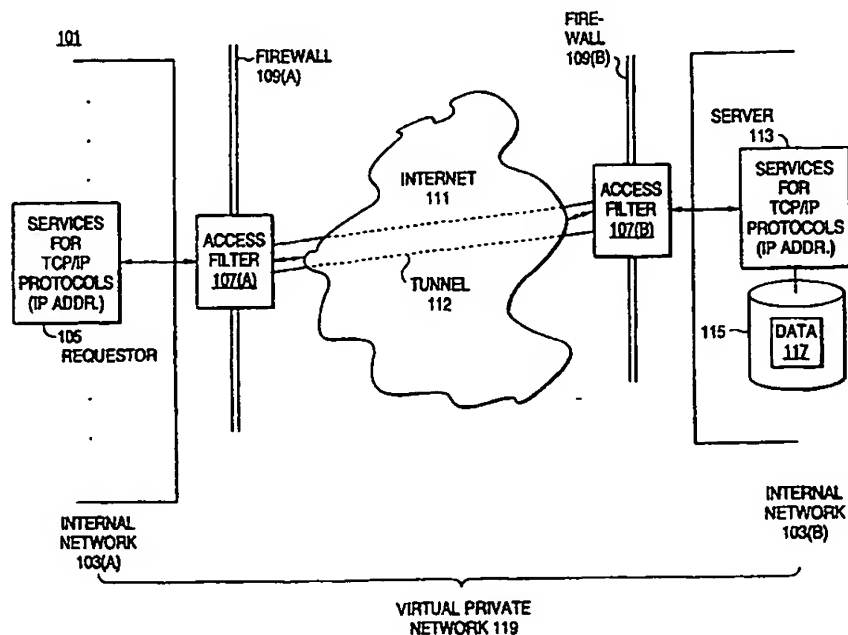 101
FIREWALL
109(A)
FIRE-
WALL
109(B)
SERVER
113
INTERNET
111
ACCESS
FILTER
107(B)
SERVICES
FOR
TCP/IP
PROTOCOLS
(IP ADDR.)
SERVICES
FOR
TCP/IP
PROTOCOLS
(IP ADDR.)
ACCESS
FILTER
107(A)
TUNNEL
112
105
REQUESTOR
115
DATA
117
INTERNAL
NETWORK
103(A)
INTERNAL
NETWORK
103(B)
VIRTUAL PRIVATE
NETWORK 119